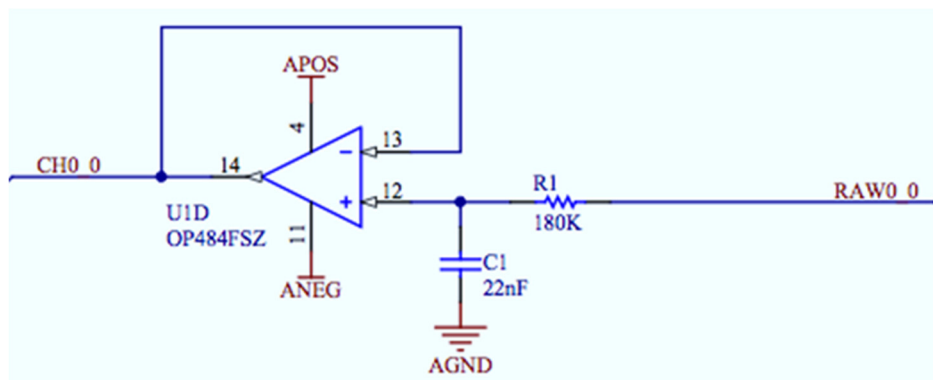 APOS
4
13
CH0_0
14
12
R1
RAW0_0
180K
U1D
OP484FSZ
11
C1
22nF
ANEG
AGND